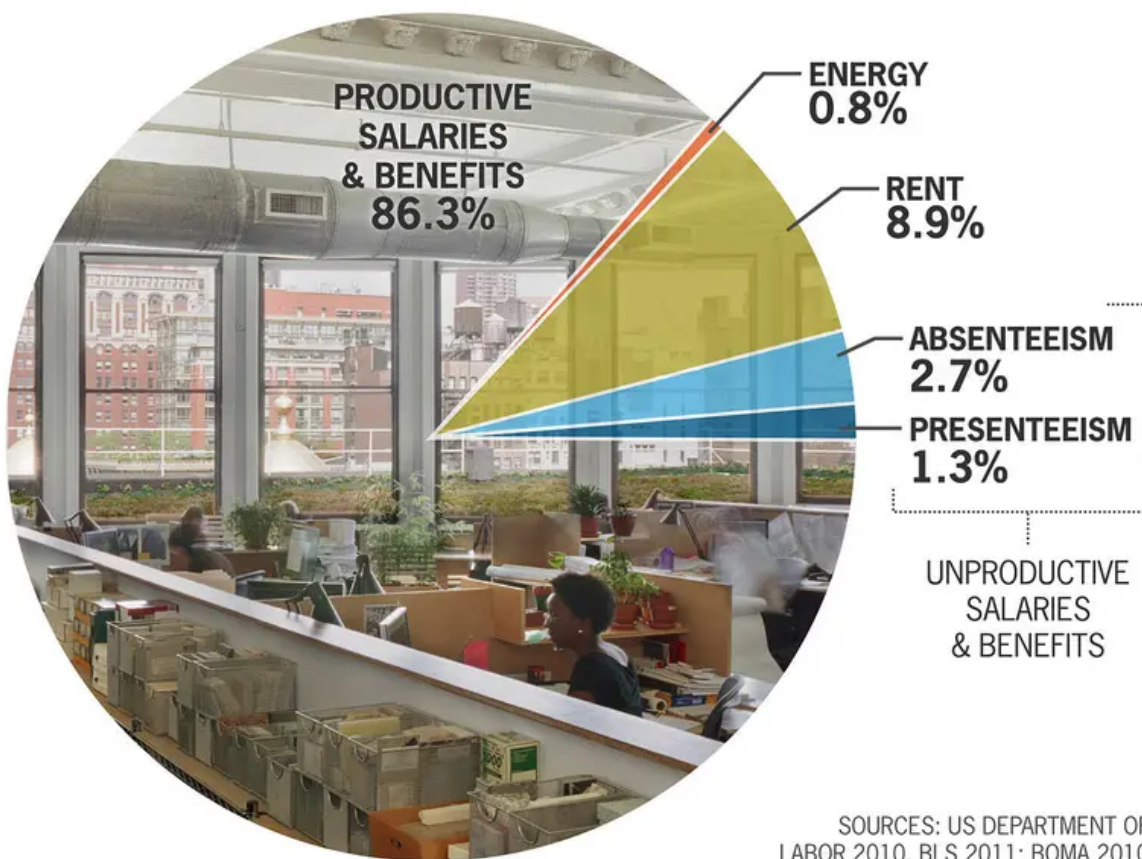 PRODUCTIVE
SALARIES
& BENEFITS
86.3%
ENERGY
0.8%
RENT
8.9%
ABSENTEEISM
2.7%
PRESENTEEISM
1.3%
UNPRODUCTIVE
SALARIES
& BENEFITS
SOURCES: US DEPARTMENT OF
LABOR 2010, BLS 2011; BOMA 2010